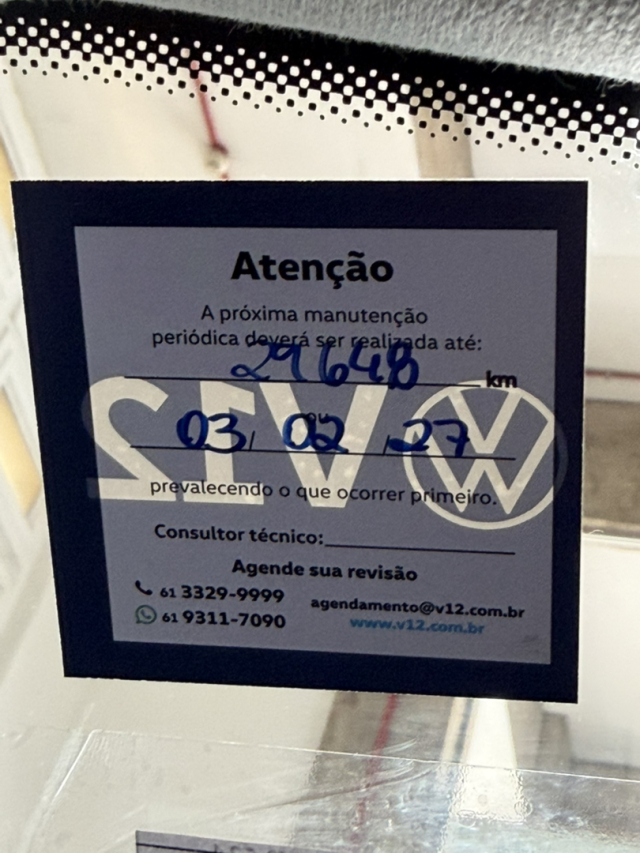 Atenção
A próxima manutenção
periódica deverá ser realizada até:
29648 km
ou
03/02/27
V12
prevalecendo o que ocorrer primeiro.
Consultor técnico:
Agende sua revisão
61 3329-9999
61 9311-7090
agendamento@v12.com.br
www.v12.com.br